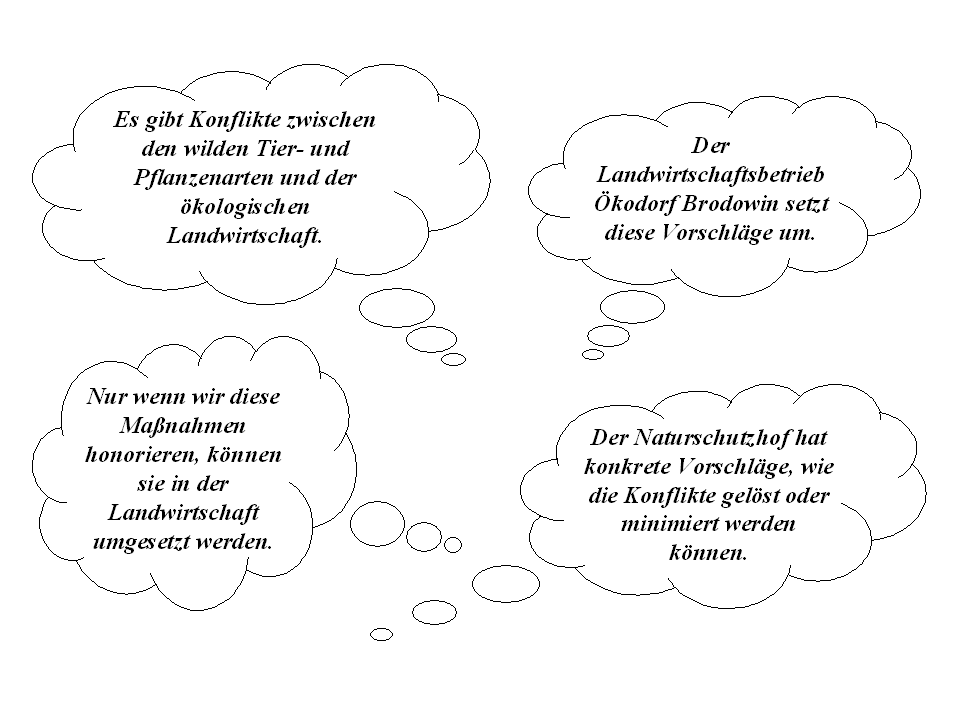 Es gibt Konflikte zwischen
den wilden Tier- und
Pflanzenarten und der
ökologischen
Landwirtschaft.
Der
Landwirtschaftsbetrieb
Ökodorf Brodowin setzt
diese Vorschläge um.
Nur wenn wir diese
Maßnahmen
honorieren, können
sie in der
Landwirtschaft
umgesetzt werden.
Der Naturschutzhof hat
konkrete Vorschläge, wie
die Konflikte gelöst oder
minimiert werden
können.